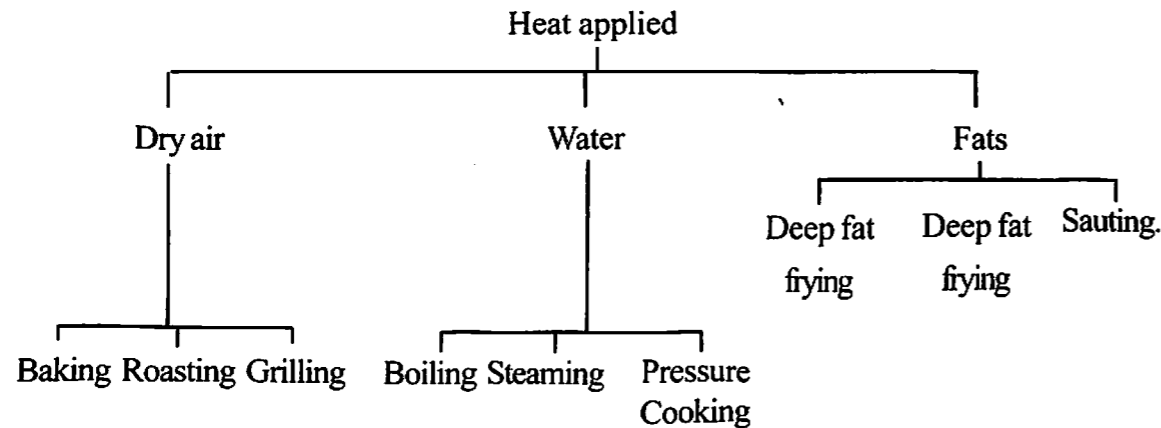 Heat applied
Dry air Water Fats
Deep fat Deep fat Sauting.
frying frying
Baking Roasting Grilling Boiling Steaming Pressure
Cooking